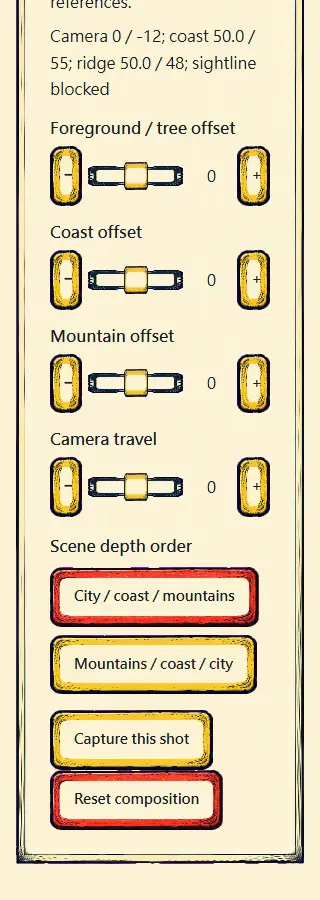 references.
Camera 0 / -12; coast 50.0 /
55; ridge 50.0 / 48; sightline
blocked
Foreground / tree offset
− 0 +
Coast offset
− 0 +
Mountain offset
− 0 +
Camera travel
− 0 +
Scene depth order
City / coast / mountains
Mountains / coast / city
Capture this shot
Reset composition